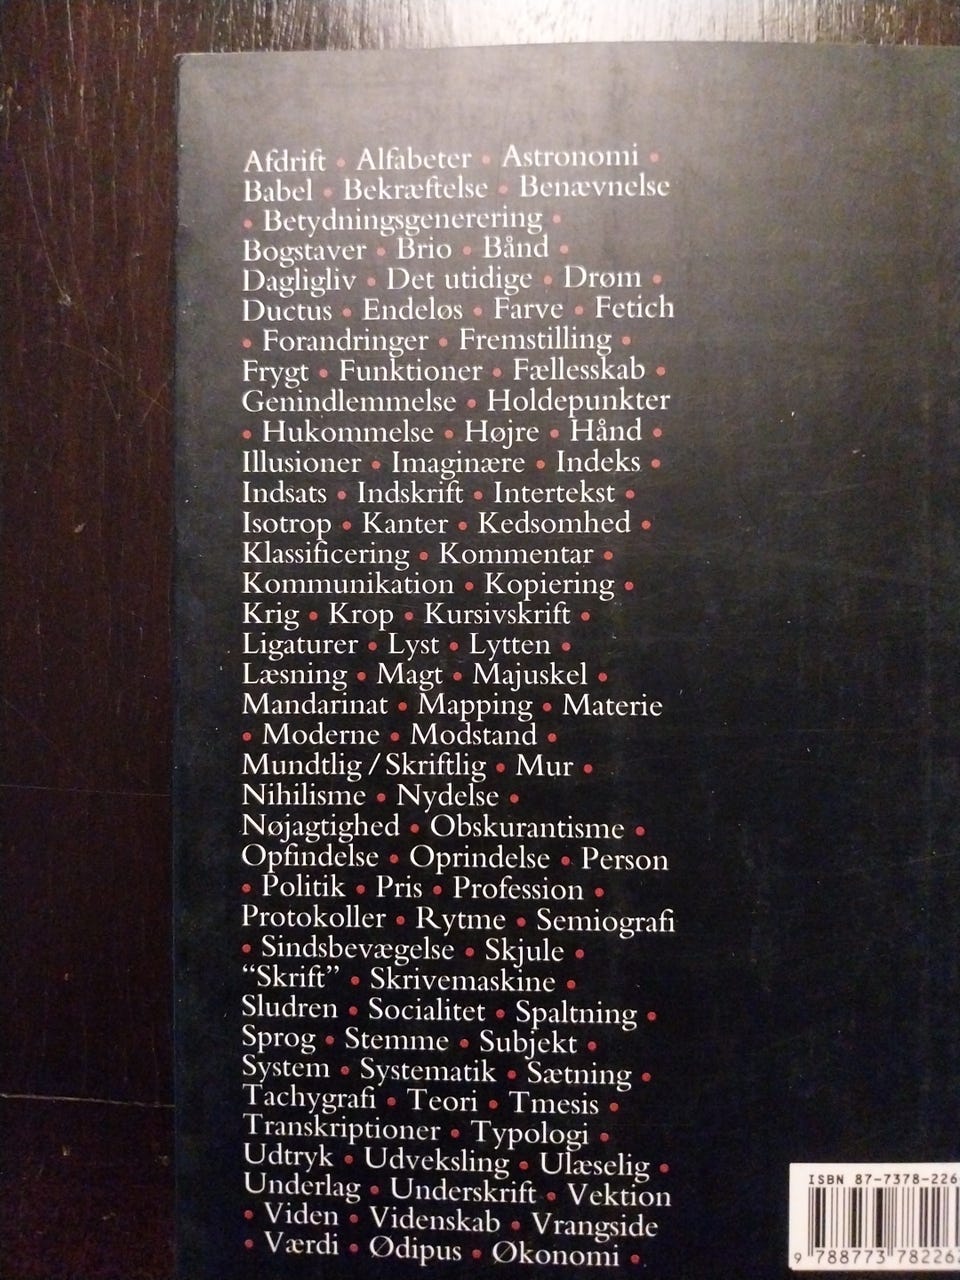 Afdrift • Alfabeter • Astronomi •
Babel • Bekræftelse • Benævnelse
• Betydningsgenerering •
Bogstaver • Brio • Bånd •
Dagligliv • Det utidige • Drøm •
Ductus • Endeløs • Farve • Fetich
• Forandringer • Fremstilling •
Frygt • Funktioner • Fællesskab •
Genindlemmelse • Holdepunkter
• Hukommelse • Højre • Hånd •
Illusioner • Imaginære • Indeks •
Indsats • Indskrift • Intertekst •
Isotrop • Kanter • Kedsomhed •
Klassificering • Kommentar •
Kommunikation • Kopiering •
Krig • Krop • Kursivskrift •
Ligaturer • Lyst • Lytten •
Læsning • Magt • Majuskel •
Mandarinat • Mapping • Materie
• Moderne • Modstand •
Mundtlig / Skriftlig • Mur •
Nihilisme • Nydelse •
Nøjagtighed • Obskurantisme •
Opfindelse • Oprindelse • Person
• Politik • Pris • Profession •
Protokoller • Rytme • Semiografi
• Sindsbevægelse • Skjule •
“Skrift” • Skrivemaskine •
Sludren • Socialitet • Spaltning •
Sprog • Stemme • Subjekt •
System • Systematik • Sætning •
Tachygrafi • Teori • Tmesis •
Transkriptioner • Typologi •
Udtryk • Udveksling • Ulæselig •
Underlag • Underskrift • Vektion
• Viden • Videnskab • Vrangside
• Værdi • Ødipus • Økonomi •
ISBN 87-7378-226
9 788773 78226